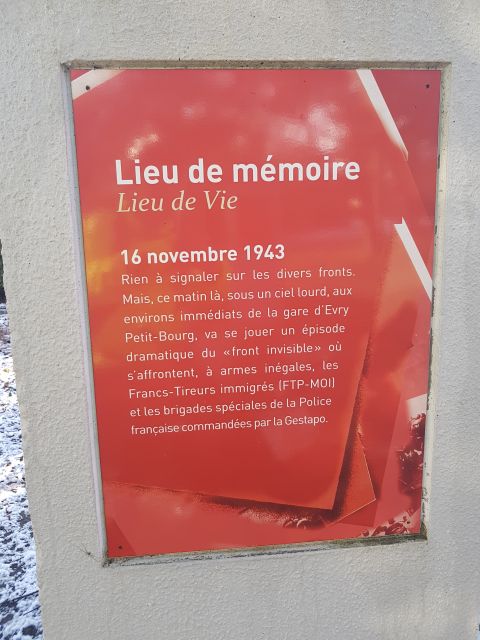 Lieu de mémoire
Lieu de Vie
16 novembre 1943
Rien à signaler sur les divers fronts.
Mais, ce matin là, sous un ciel lourd, aux
environs immédiats de la gare d'Evry
Petit-Bourg, va se jouer un épisode
dramatique du «front invisible» où
s'affrontent, à armes inégales, les
Francs-Tireurs immigrés (FTP-MOI)
et les brigades spéciales de la Police
française commandées par la Gestapo.